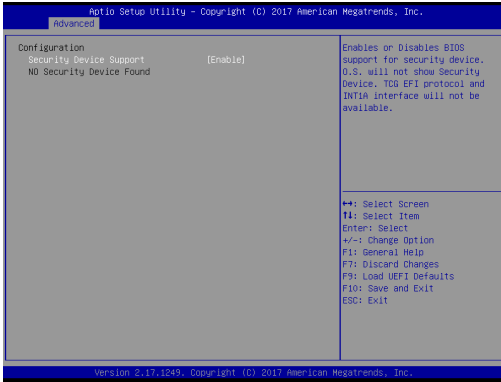 Aptio Setup Utility – Copyright (C) 2017 American Megatrends, Inc.
Advanced
Configuration
Security Device Support [Enable]
NO Security Device Found
Enables or Disables BIOS
support for security device.
O.S. will not show Security
Device. TCG EFI protocol and
INT1A interface will not be
available.
↔: Select Screen
↑↓: Select Item
Enter: Select
+/-: Change Option
F1: General Help
F7: Discard Changes
F9: Load UEFI Defaults
F10: Save and Exit
ESC: Exit
Version 2.17.1249. Copyright (C) 2017 American Megatrends, Inc.